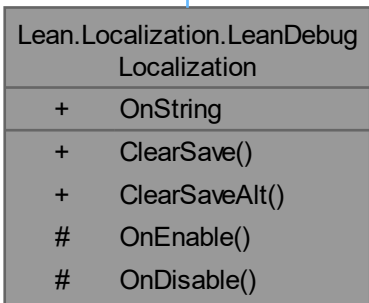 Lean.Localization.LeanDebug
Localization
+ OnString
+ ClearSave()
+ ClearSaveAlt()
# OnEnable()
# OnDisable()